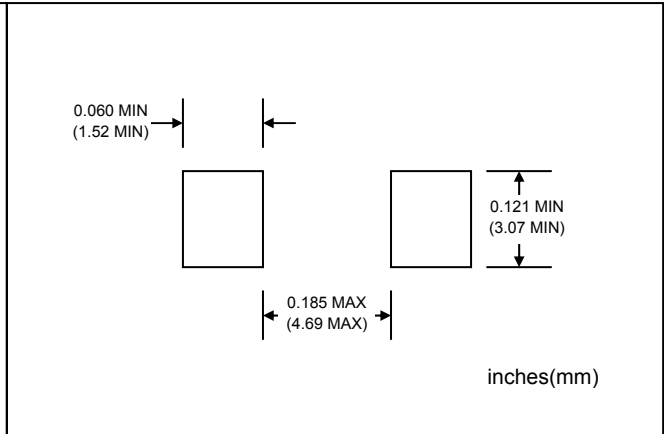 0.060 MIN
(1.52 MIN)
0.121 MIN
(3.07 MIN)
0.185 MAX
(4.69 MAX)
inches(mm)